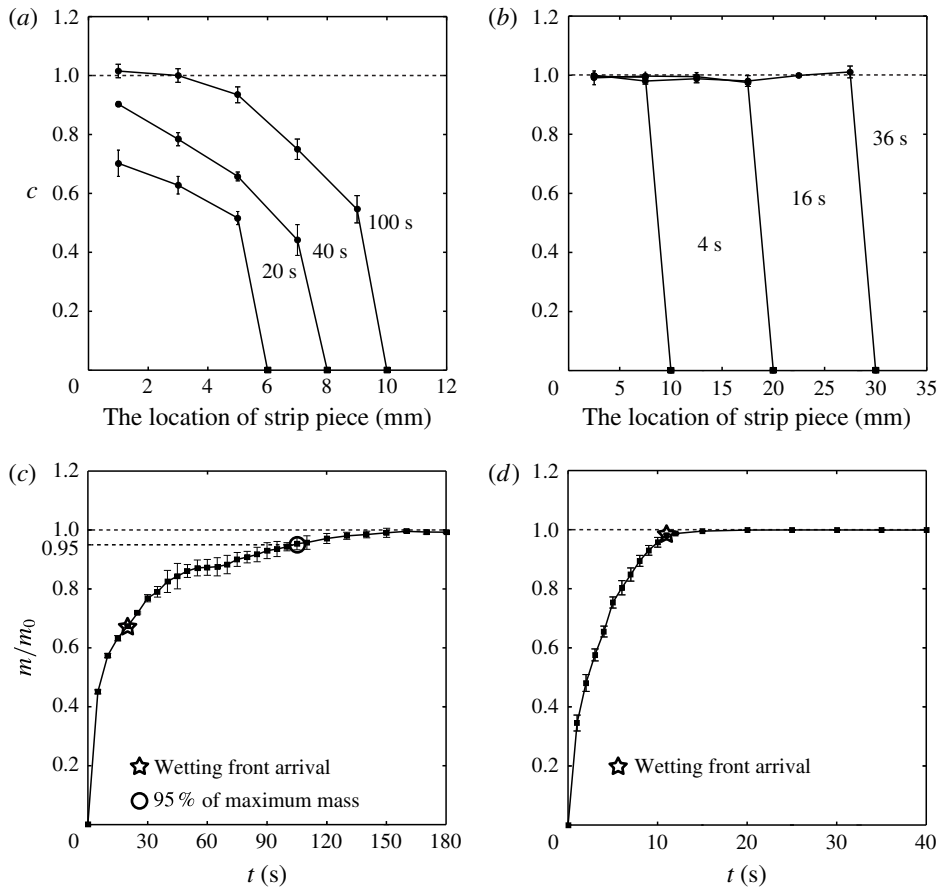 (a)
1.2
1.0
0.8
0.6
0.4
0.2
0
c
20 s
40 s
100 s
2 4 6 8 10 12
The location of strip piece (mm)
(b)
1.2
1.0
0.8
0.6
0.4
0.2
0
4 s
16 s
36 s
5 10 15 20 25 30 35
The location of strip piece (mm)
(c)
1.2
1.0
0.95
0.8
0.6
0.4
0.2
0
m/m0
Wetting front arrival
95 % of maximum mass
30 60 90 120 150 180
t (s)
(d)
1.2
1.0
0.8
0.6
0.4
0.2
0
Wetting front arrival
10 20 30 40
t (s)